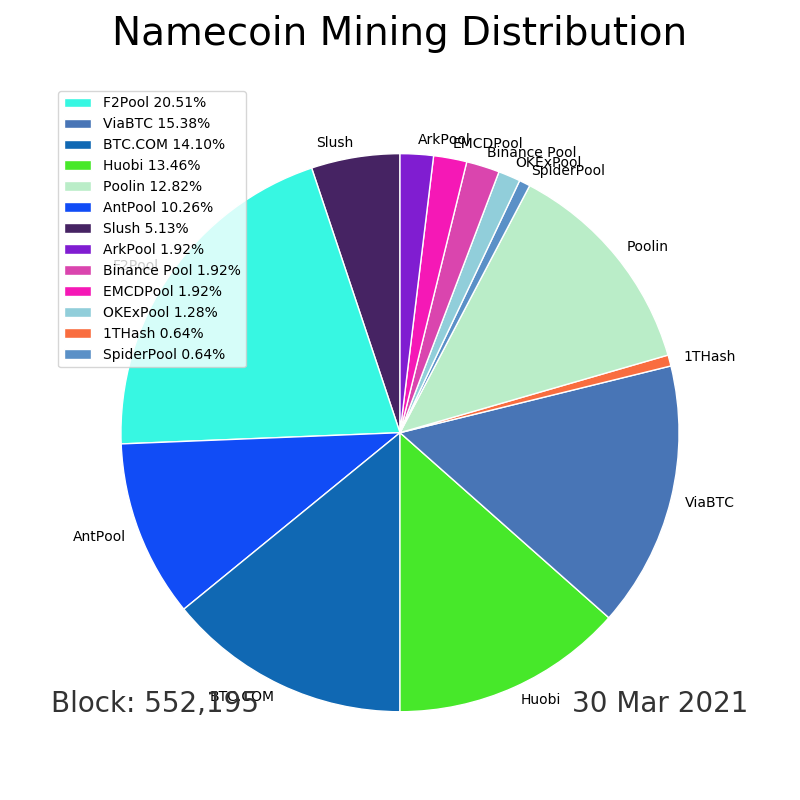 Namecoin Mining Distribution
F2Pool 20.51%
ViaBTC 15.38%
BTC.COM 14.10%
Huobi 13.46%
Poolin 12.82%
AntPool 10.26%
Slush 5.13%
ArkPool 1.92%
Binance Pool 1.92%
EMCDPool 1.92%
OKExPool 1.28%
1THash 0.64%
SpiderPool 0.64%
Slush
ArkPool
EMCDPool
Binance Pool
OKExPool
SpiderPool
Poolin
F2Pool
1THash
ViaBTC
AntPool
BTC.COM
Huobi
Block: 552,195
30 Mar 2021